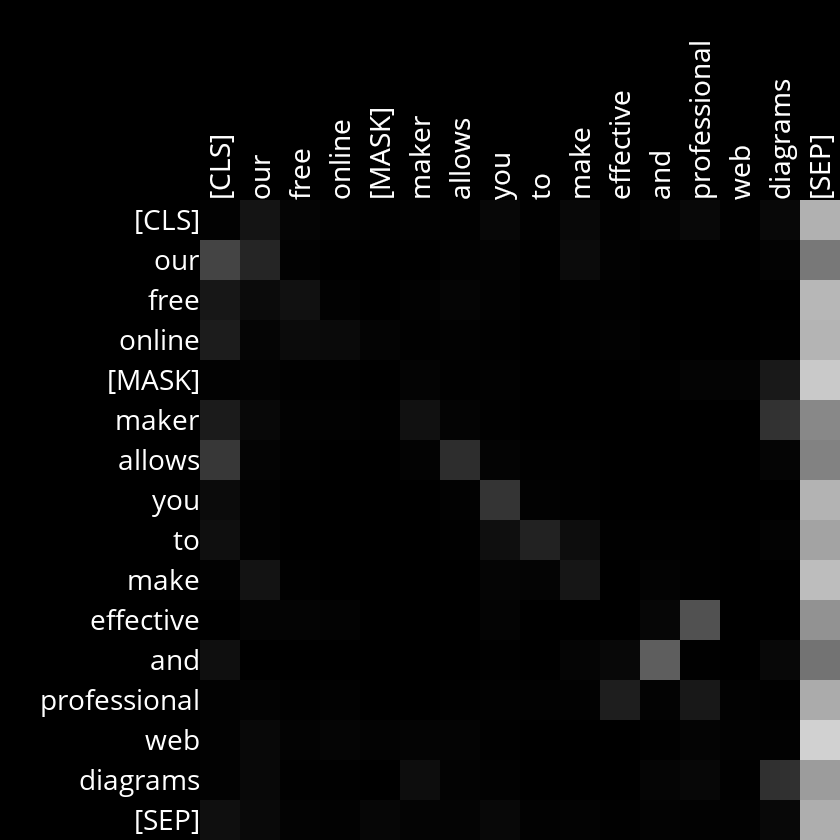 [CLS]
our
free
online
[MASK]
maker
allows
you
to
make
effective
and
professional
web
diagrams
[SEP]
[CLS]
our
free
online
[MASK]
maker
allows
you
to
make
effective
and
professional
web
diagrams
[SEP]